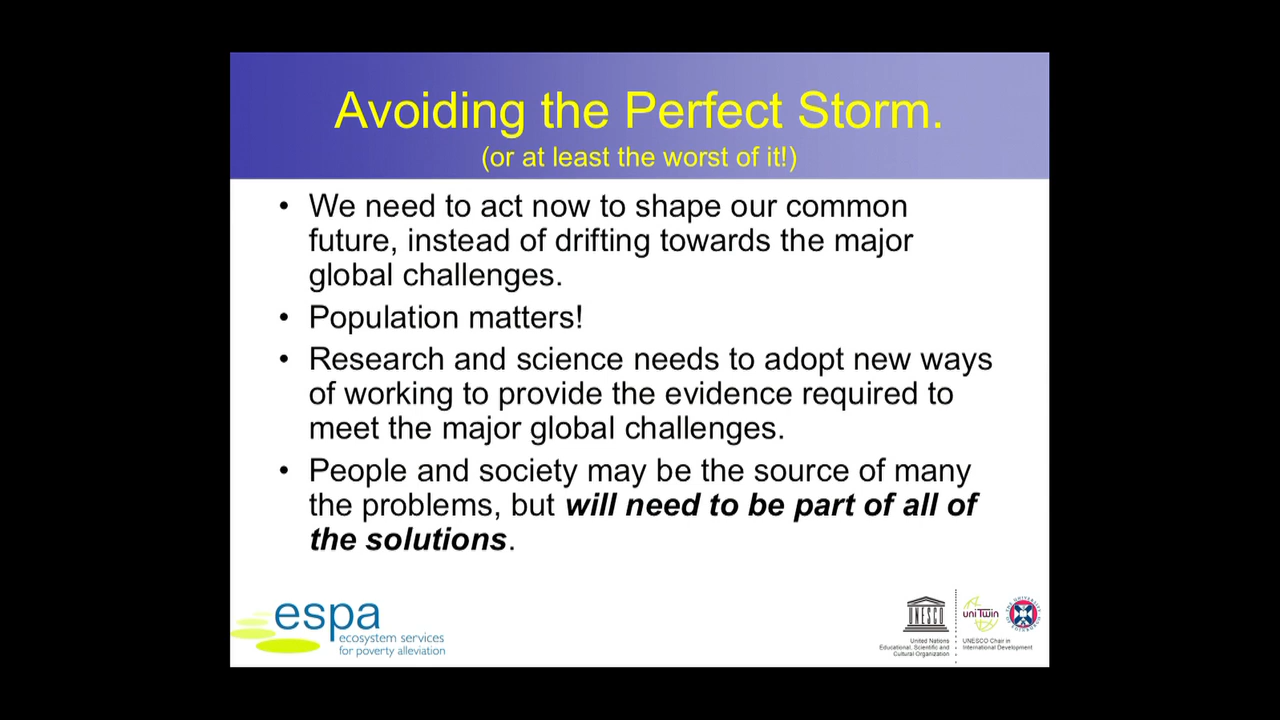 Avoiding the Perfect Storm.
(or at least the worst of it!)
• We need to act now to shape our common
future, instead of drifting towards the major
global challenges.
• Population matters!
• Research and science needs to adopt new ways
of working to provide the evidence required to
meet the major global challenges.
• People and society may be the source of many
the problems, but will need to be part of all of
the solutions.
espa
ecosystem services
for poverty alleviation
UNESCO
United Nations
Educational, Scientific and
Cultural Organization
uniTwin
UNESCO Chair in
International Development